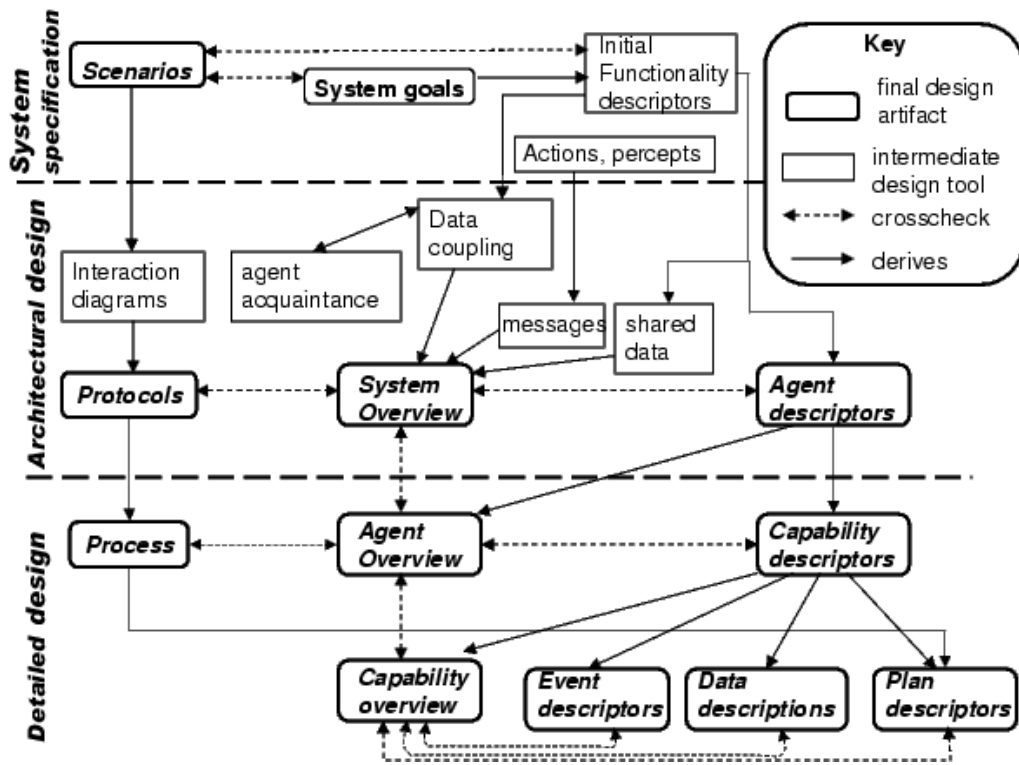 System
specification
Scenarios
System goals
Initial
Functionality
descriptors
Actions, percepts
Key
final design
artifact
intermediate
design tool
crosscheck
derives
Architectural design
Interaction
diagrams
agent
acquaintance
Data
coupling
messages
shared
data
Protocols
System
Overview
Agent
descriptors
Detailed design
Process
Agent
Overview
Capability
descriptors
Capability
overview
Event
descriptors
Data
descriptions
Plan
descriptors